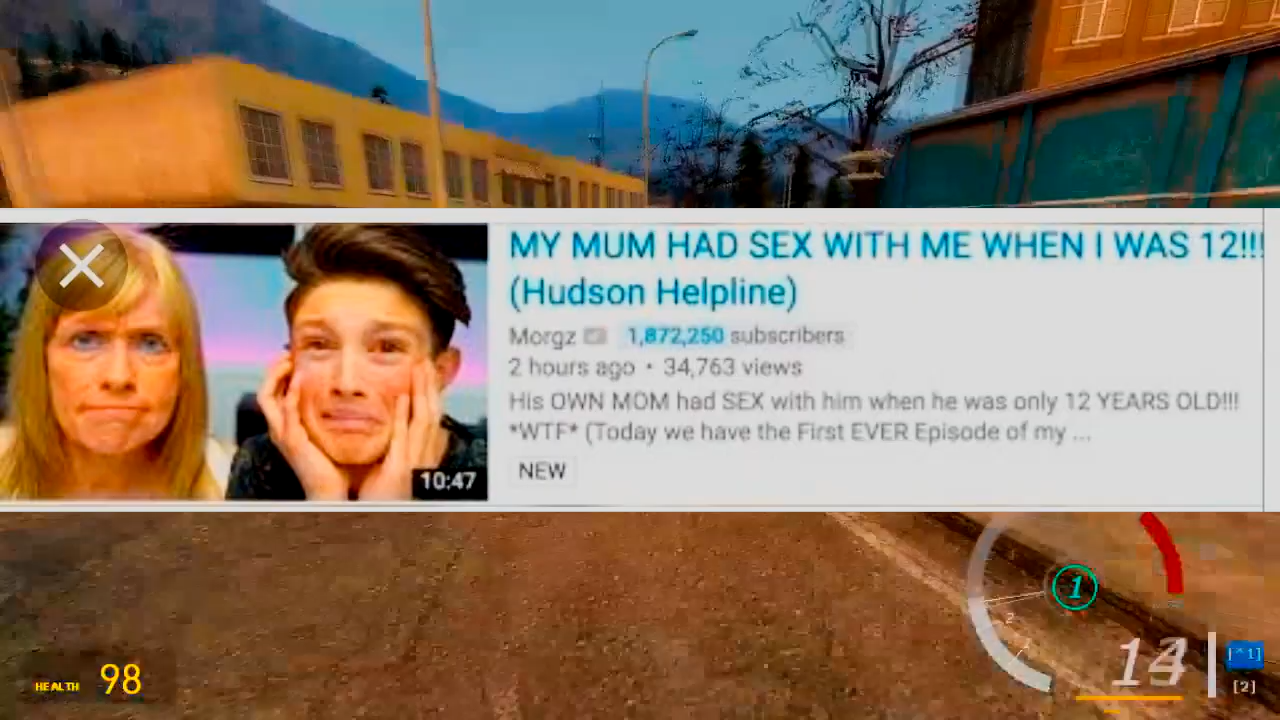 MY MUM HAD SEX WITH ME WHEN I WAS 12!!!
(Hudson Helpline)
Morgz 1,872,250 subscribers
2 hours ago • 34,763 views
His OWN MOM had SEX with him when he was only 12 YEARS OLD!!!
*WTF* (Today we have the First EVER Episode of my ...
10:47
NEW
1
HEALTH 98
14
[*1]
[2]